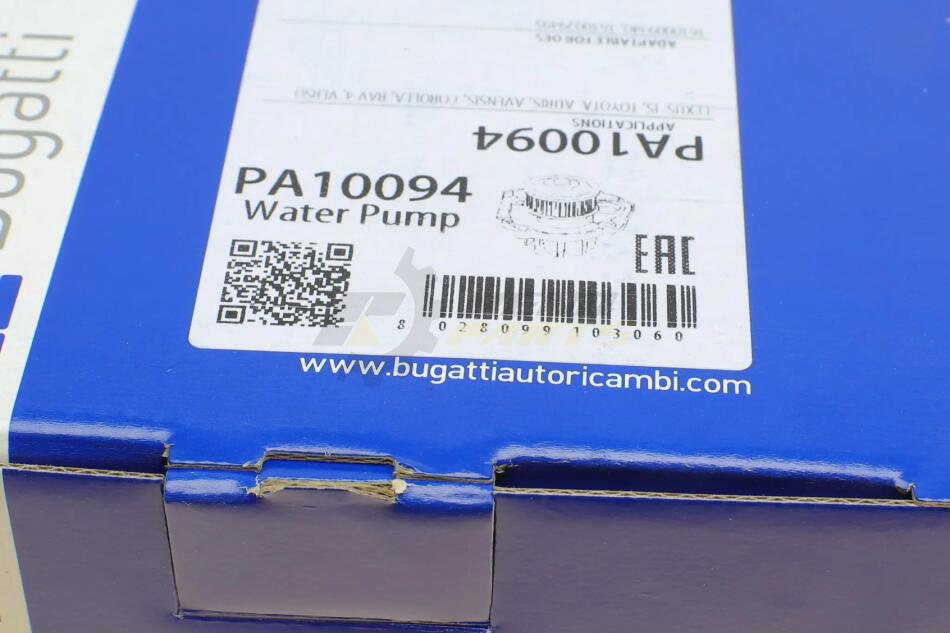 Bugatti
ADAPTABLE FOR OES
LEXUS: IS, TOYOTA: AURIS, AVENSIS, COROLLA, RAV 4, VERSO
APPLICATIONS
PA10094
PA10094
Water Pump
EAC
8 028099 103060
PARTS
www.bugattiautoricambi.com